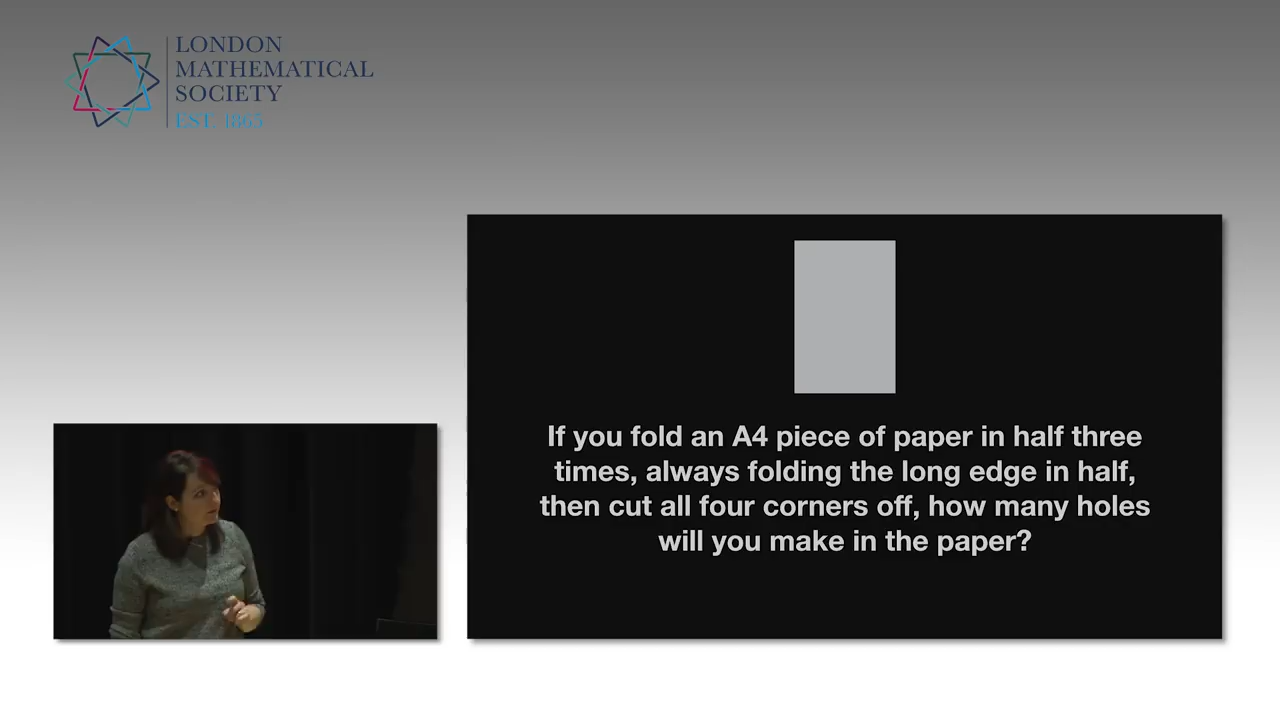 LONDON
MATHEMATICAL
SOCIETY
EST. 1865
If you fold an A4 piece of paper in half three
times, always folding the long edge in half,
then cut all four corners off, how many holes
will you make in the paper?